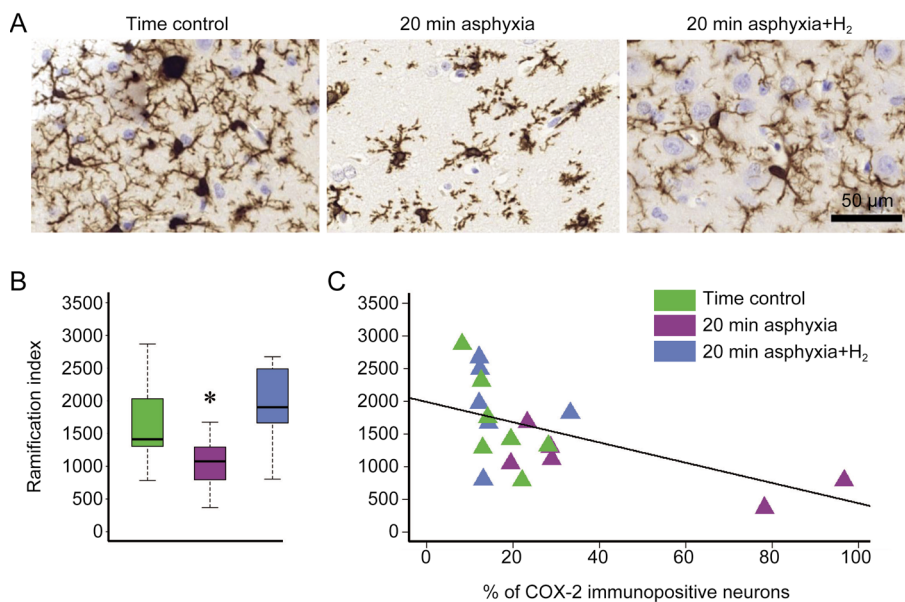 A
Time control
20 min asphyxia
20 min asphyxia+H₂
50 µm
B
Ramification index
3500
3000
2500
2000
1500
1000
500
0
*
C
3500
3000
2500
2000
1500
1000
500
0
0 20 40 60 80 100
% of COX-2 immunopositive neurons
Time control
20 min asphyxia
20 min asphyxia+H₂